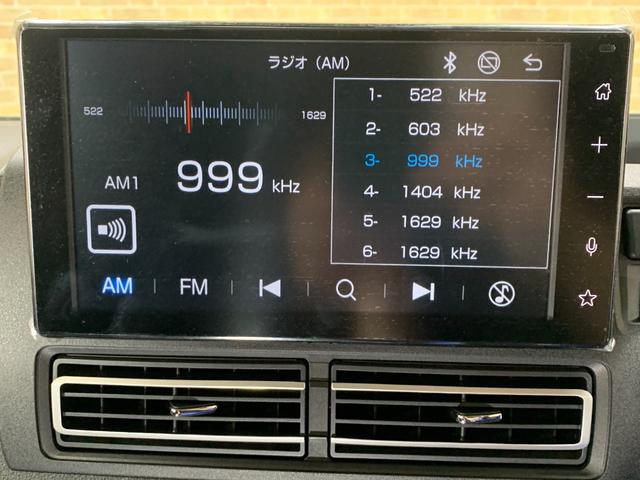 ラジオ（AM）
522
1629
AM1
999 kHz
1- 522 kHz
2- 603 kHz
3- 999 kHz
4- 1404 kHz
5- 1629 kHz
6- 1629 kHz
AM
FM